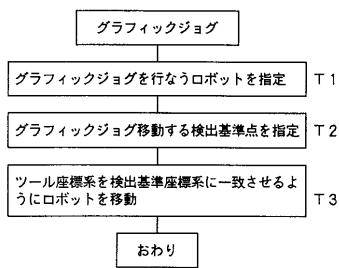 グラフィックジョグ
グラフィックジョグを行なうロボットを指定
T1
グラフィックジョグ移動する検出基準点を指定
T2
ツール座標系を検出基準座標系に一致させるよ
うにロボットを移動
T3
おわり